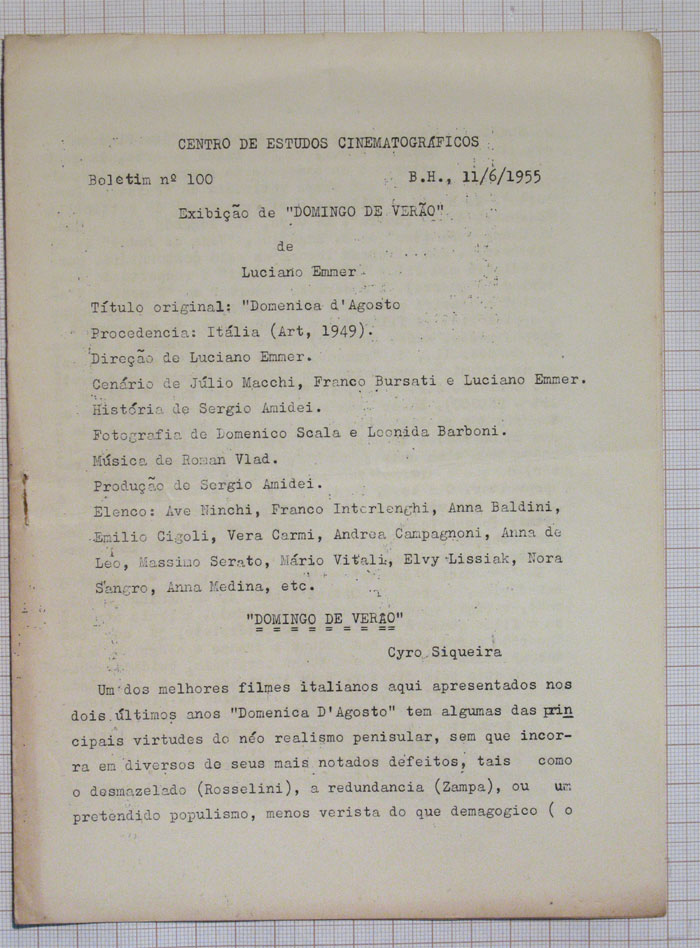 CENTRO DE ESTUDOS CINEMATOGRÁFICOS
Boletim nº 100 B.H., 11/6/1955
Exibição de "DOMINGO DE VERÃO"
de
Luciano Emmer
Título original: "Domenica d'Agosto
Procedencia: Itália (Art, 1949).
Direção de Luciano Emmer.
Cenário de Júlio Macchi, Franco Bursati e Luciano Emmer.
História de Sergio Amidei.
Fotografia de Domenico Scala e Leonida Barboni.
Música de Roman Vlad.
Produção de Sergio Amidei.
Elenco: Ave Ninchi, Franco Interlenghi, Anna Baldini,
Emilio Cigoli, Vera Carmi, Andrea Campagnoni, Anna de
Leo, Massimo Serato, Mário Vitali, Elvy Lissiak, Nora
Sangro, Anna Medina, etc.
"DOMINGO DE VERÃO"
= = = = = = = = ==
Cyro Siqueira
Um dos melhores filmes italianos aqui apresentados nos
dois últimos anos "Domenica D'Agosto" tem algumas das prin
cipais virtudes do néo realismo penisular, sem que incor-
ra em diversos de seus mais notados defeitos, tais como
o desmazelado (Rosselini), a redundancia (Zampa), ou um
pretendido populismo, menos verista do que demagogico ( o